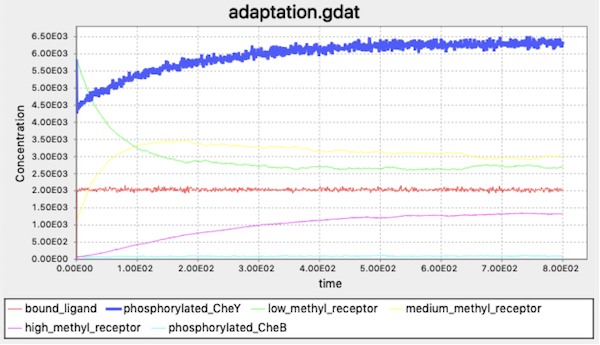 adaptation.gdat
6.50E03
6.00E03
5.50E03
5.00E03
4.50E03
4.00E03
3.50E03
3.00E03
2.50E03
2.00E03
1.50E03
1.00E03
5.00E02
0.00E00
Concentration
0.00E00 1.00E02 2.00E02 3.00E02 4.00E02 5.00E02 6.00E02 7.00E02 8.00E02
time
bound_ligand phosphorylated_CheY low_methyl_receptor medium_methyl_receptor
high_methyl_receptor phosphorylated_CheB